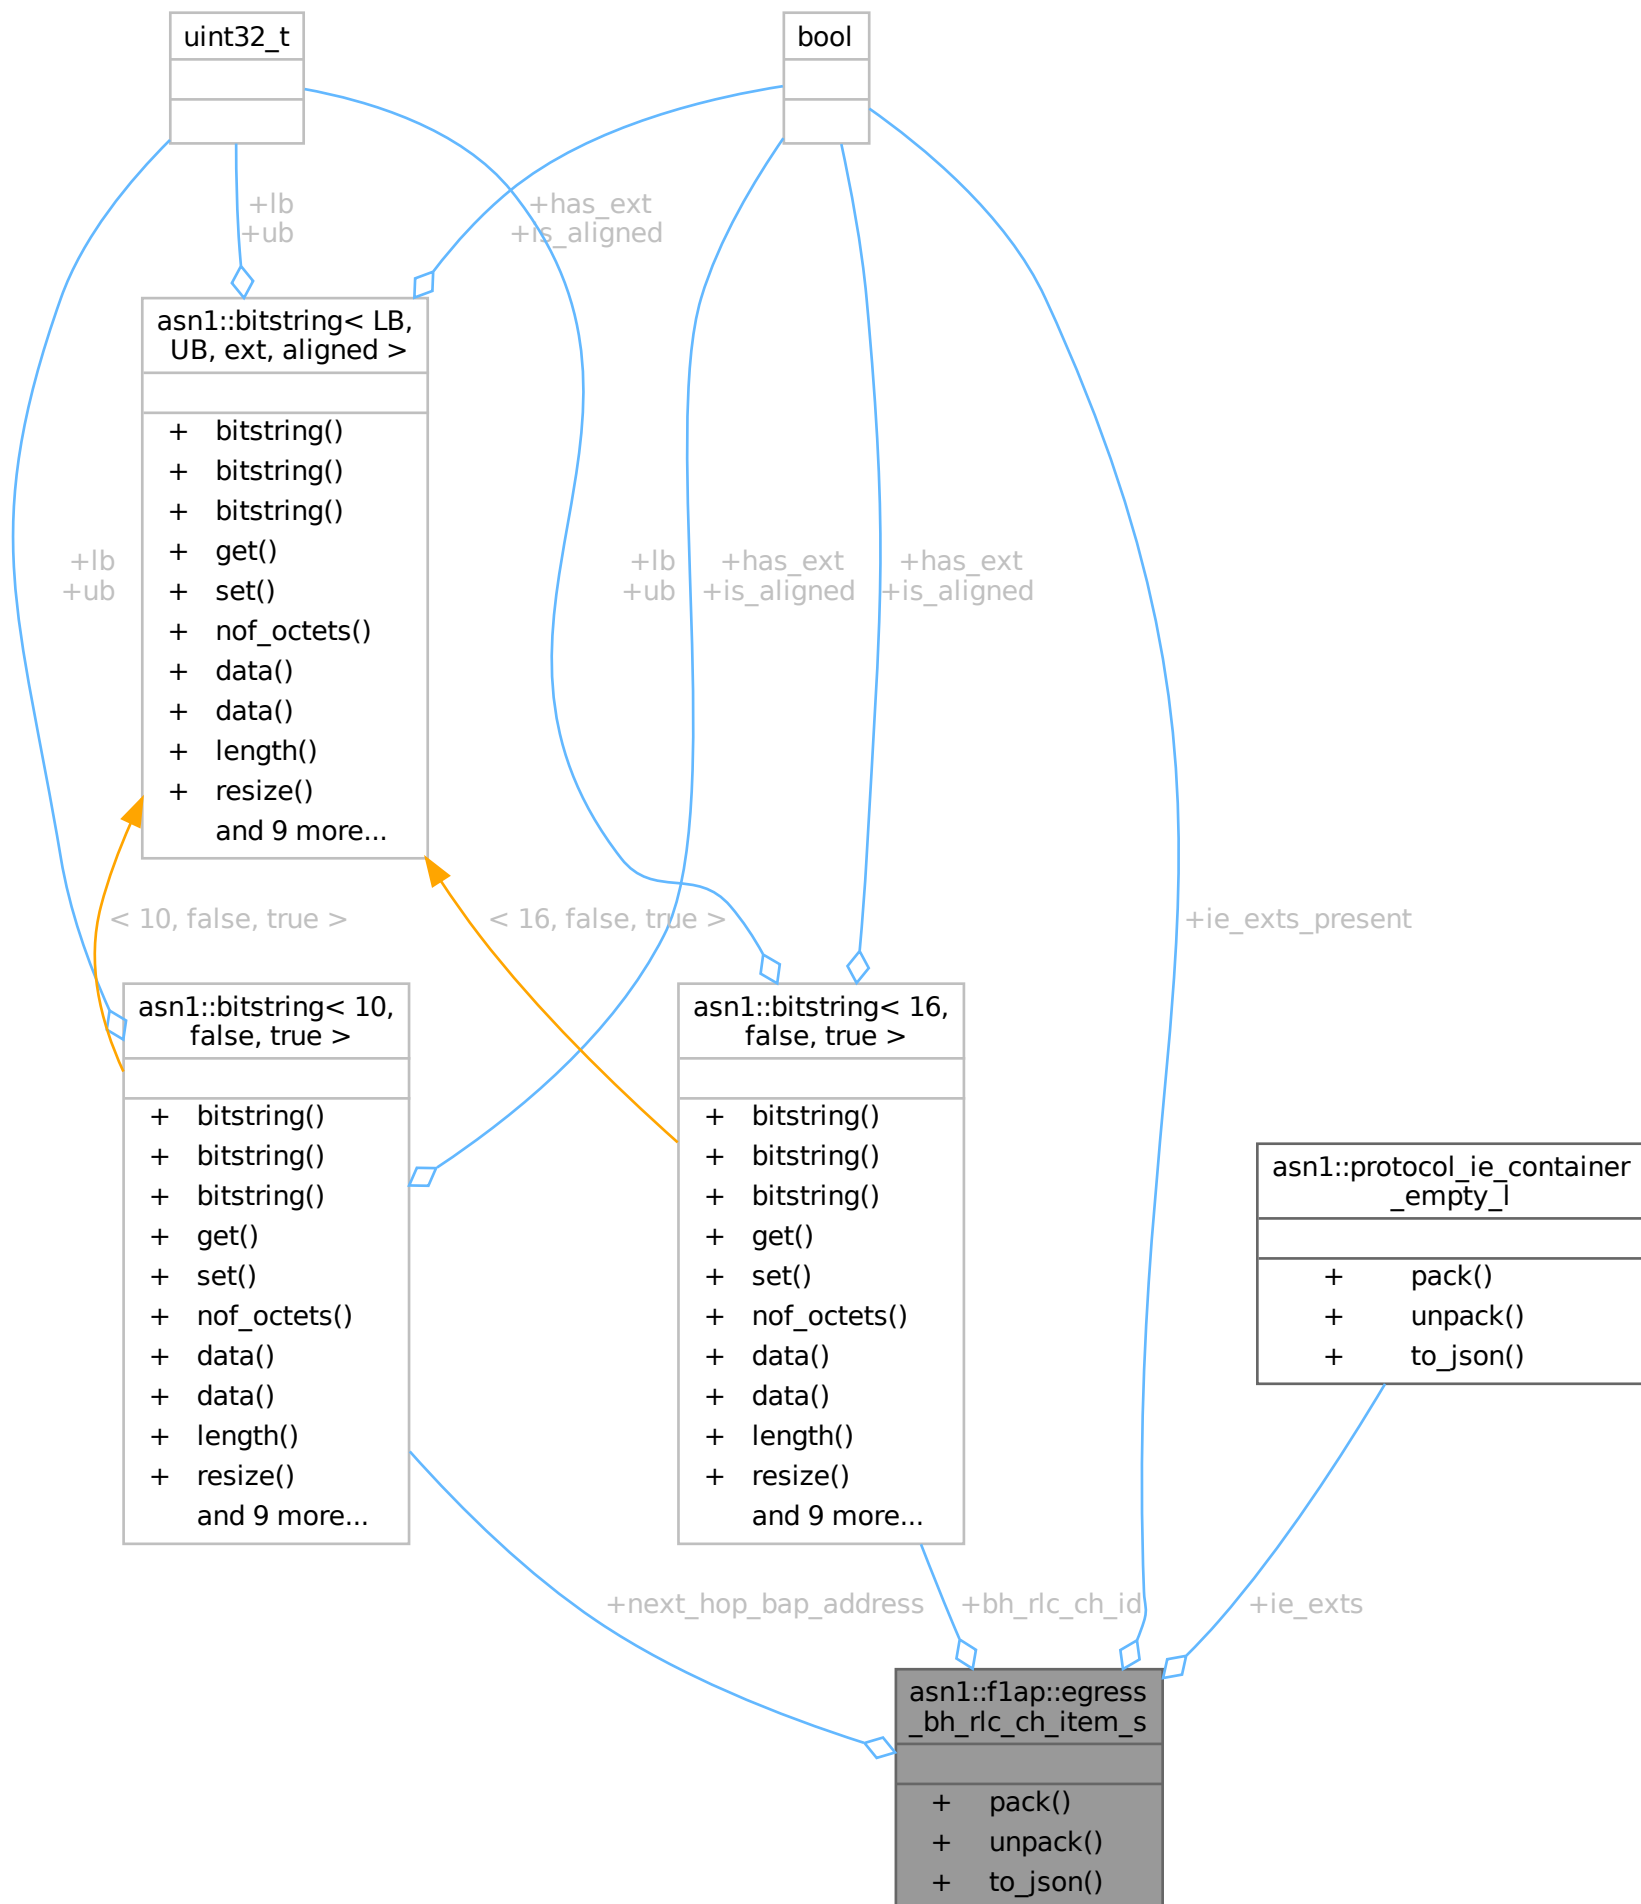 uint32_t
bool
+lb
+ub
+has_ext
+is_aligned
asn1::bitstring< LB,
UB, ext, aligned >
+ bitstring()
+ bitstring()
+ bitstring()
+ get()
+ set()
+ nof_octets()
+ data()
+ data()
+ length()
+ resize()
and 9 more...
+lb
+ub
+lb
+ub
+has_ext
+is_aligned
+has_ext
+is_aligned
< 10, false, true >
< 16, false, true >
+ie_exts_present
asn1::bitstring< 10,
false, true >
+ bitstring()
+ bitstring()
+ bitstring()
+ get()
+ set()
+ nof_octets()
+ data()
+ data()
+ length()
+ resize()
and 9 more...
asn1::bitstring< 16,
false, true >
+ bitstring()
+ bitstring()
+ bitstring()
+ get()
+ set()
+ nof_octets()
+ data()
+ data()
+ length()
+ resize()
and 9 more...
asn1::protocol_ie_container
_empty_l
+ pack()
+ unpack()
+ to_json()
+next_hop_bap_address
+bh_rlc_ch_id
+ie_exts
asn1::f1ap::egress
_bh_rlc_ch_item_s
+ pack()
+ unpack()
+ to_json()